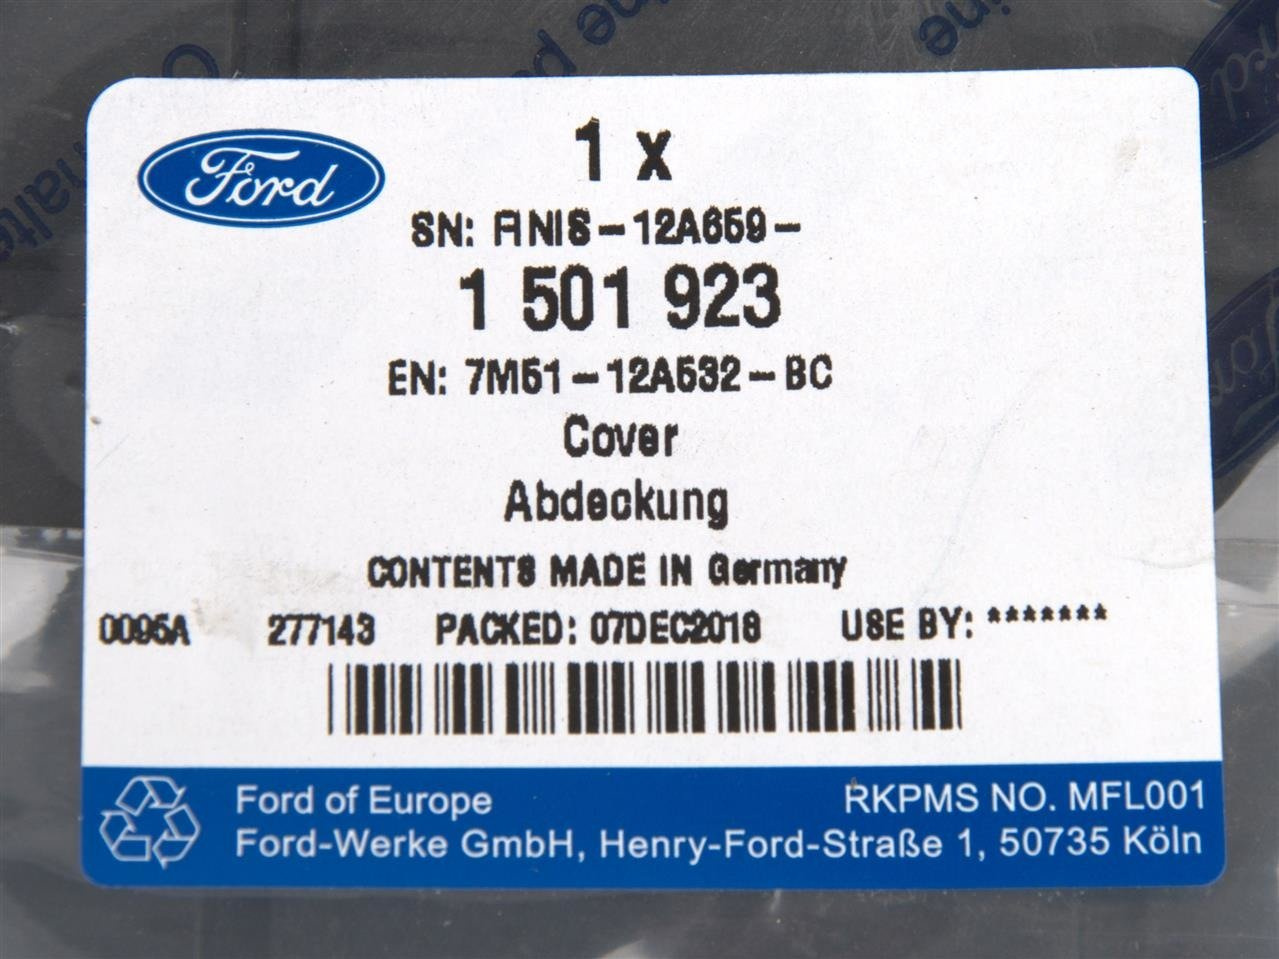 Ford
1 x
SN: FINIS-12A659-
1 501 923
EN: 7M51-12A532-BC
Cover
Abdeckung
CONTENTS MADE IN Germany
0095A 277143 PACKED: 07DEC2018 USE BY: *******
Ford of Europe RKPMS NO. MFL001
Ford-Werke GmbH, Henry-Ford-Straße 1, 50735 Köln